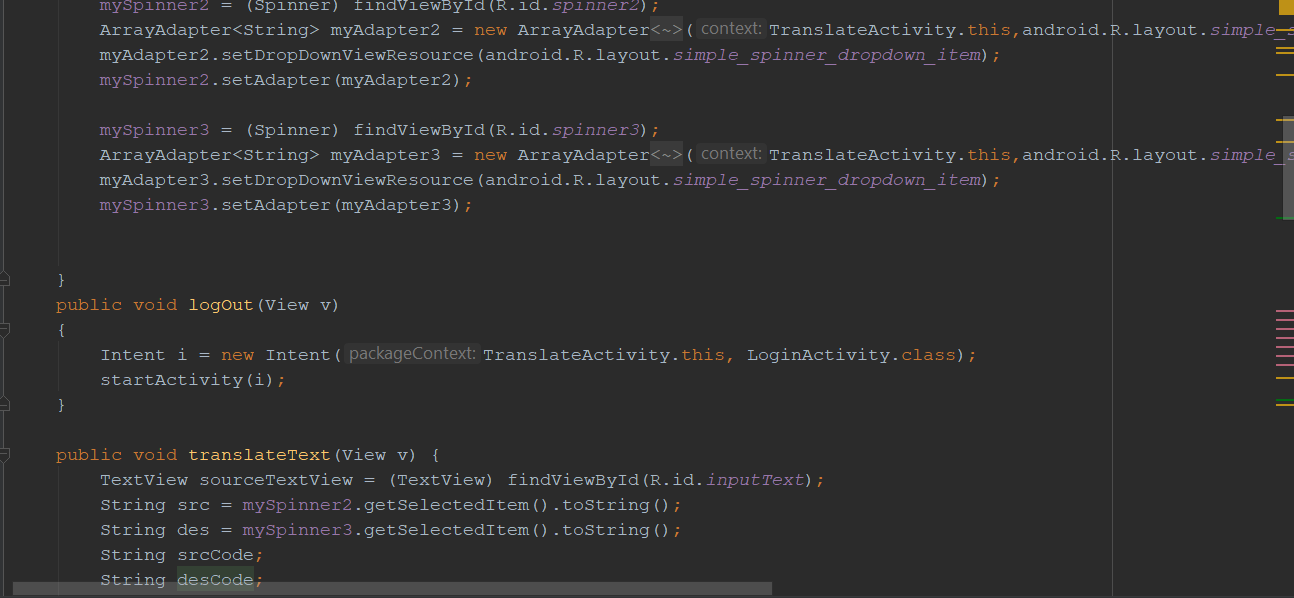 mySpinner2 = (Spinner) findViewById(R.id.spinner2);
ArrayAdapter<String> myAdapter2 = new ArrayAdapter<~>( context: TranslateActivity.this,android.R.layout.simple_s
myAdapter2.setDropDownViewResource(android.R.layout.simple_spinner_dropdown_item);
mySpinner2.setAdapter(myAdapter2);
mySpinner3 = (Spinner) findViewById(R.id.spinner3);
ArrayAdapter<String> myAdapter3 = new ArrayAdapter<~>( context: TranslateActivity.this,android.R.layout.simple_s
myAdapter3.setDropDownViewResource(android.R.layout.simple_spinner_dropdown_item);
mySpinner3.setAdapter(myAdapter3);
}
public void logOut(View v)
{
Intent i = new Intent( packageContext: TranslateActivity.this, LoginActivity.class);
startActivity(i);
}
public void translateText(View v) {
TextView sourceTextView = (TextView) findViewById(R.id.inputText);
String src = mySpinner2.getSelectedItem().toString();
String des = mySpinner3.getSelectedItem().toString();
String srcCode;
String desCode;